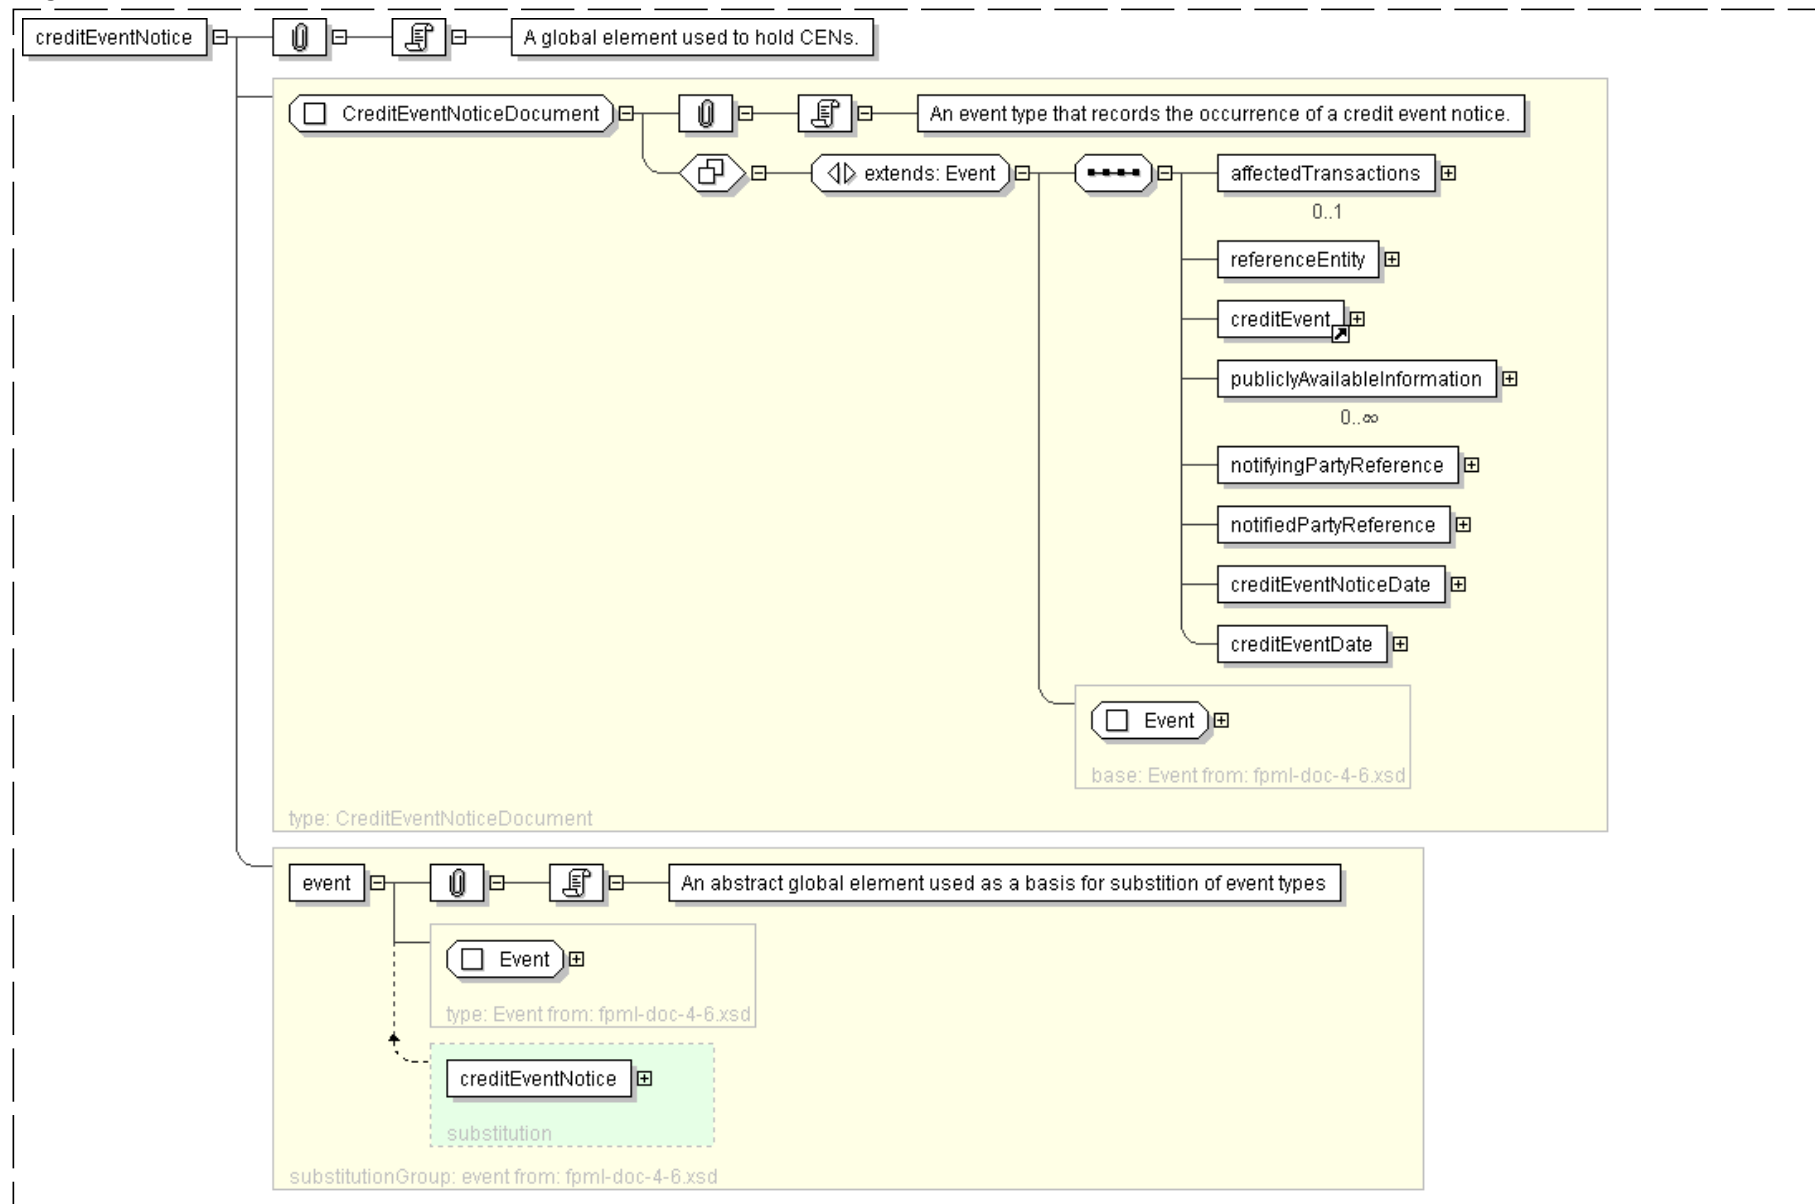 creditEventNotice A global element used to hold CENs.
CreditEventNoticeDocument An event type that records the occurrence of a credit event notice.
extends: Event affectedTransactions
0..1
referenceEntity
creditEvent
publiclyAvailableInformation
0..∞
notifyingPartyReference
notifiedPartyReference
creditEventNoticeDate
creditEventDate
Event
base: Event from: fpml-doc-4-6.xsd
type: CreditEventNoticeDocument
event An abstract global element used as a basis for substition of event types
Event
type: Event from: fpml-doc-4-6.xsd
creditEventNotice
substitution
substitutionGroup: event from: fpml-doc-4-6.xsd